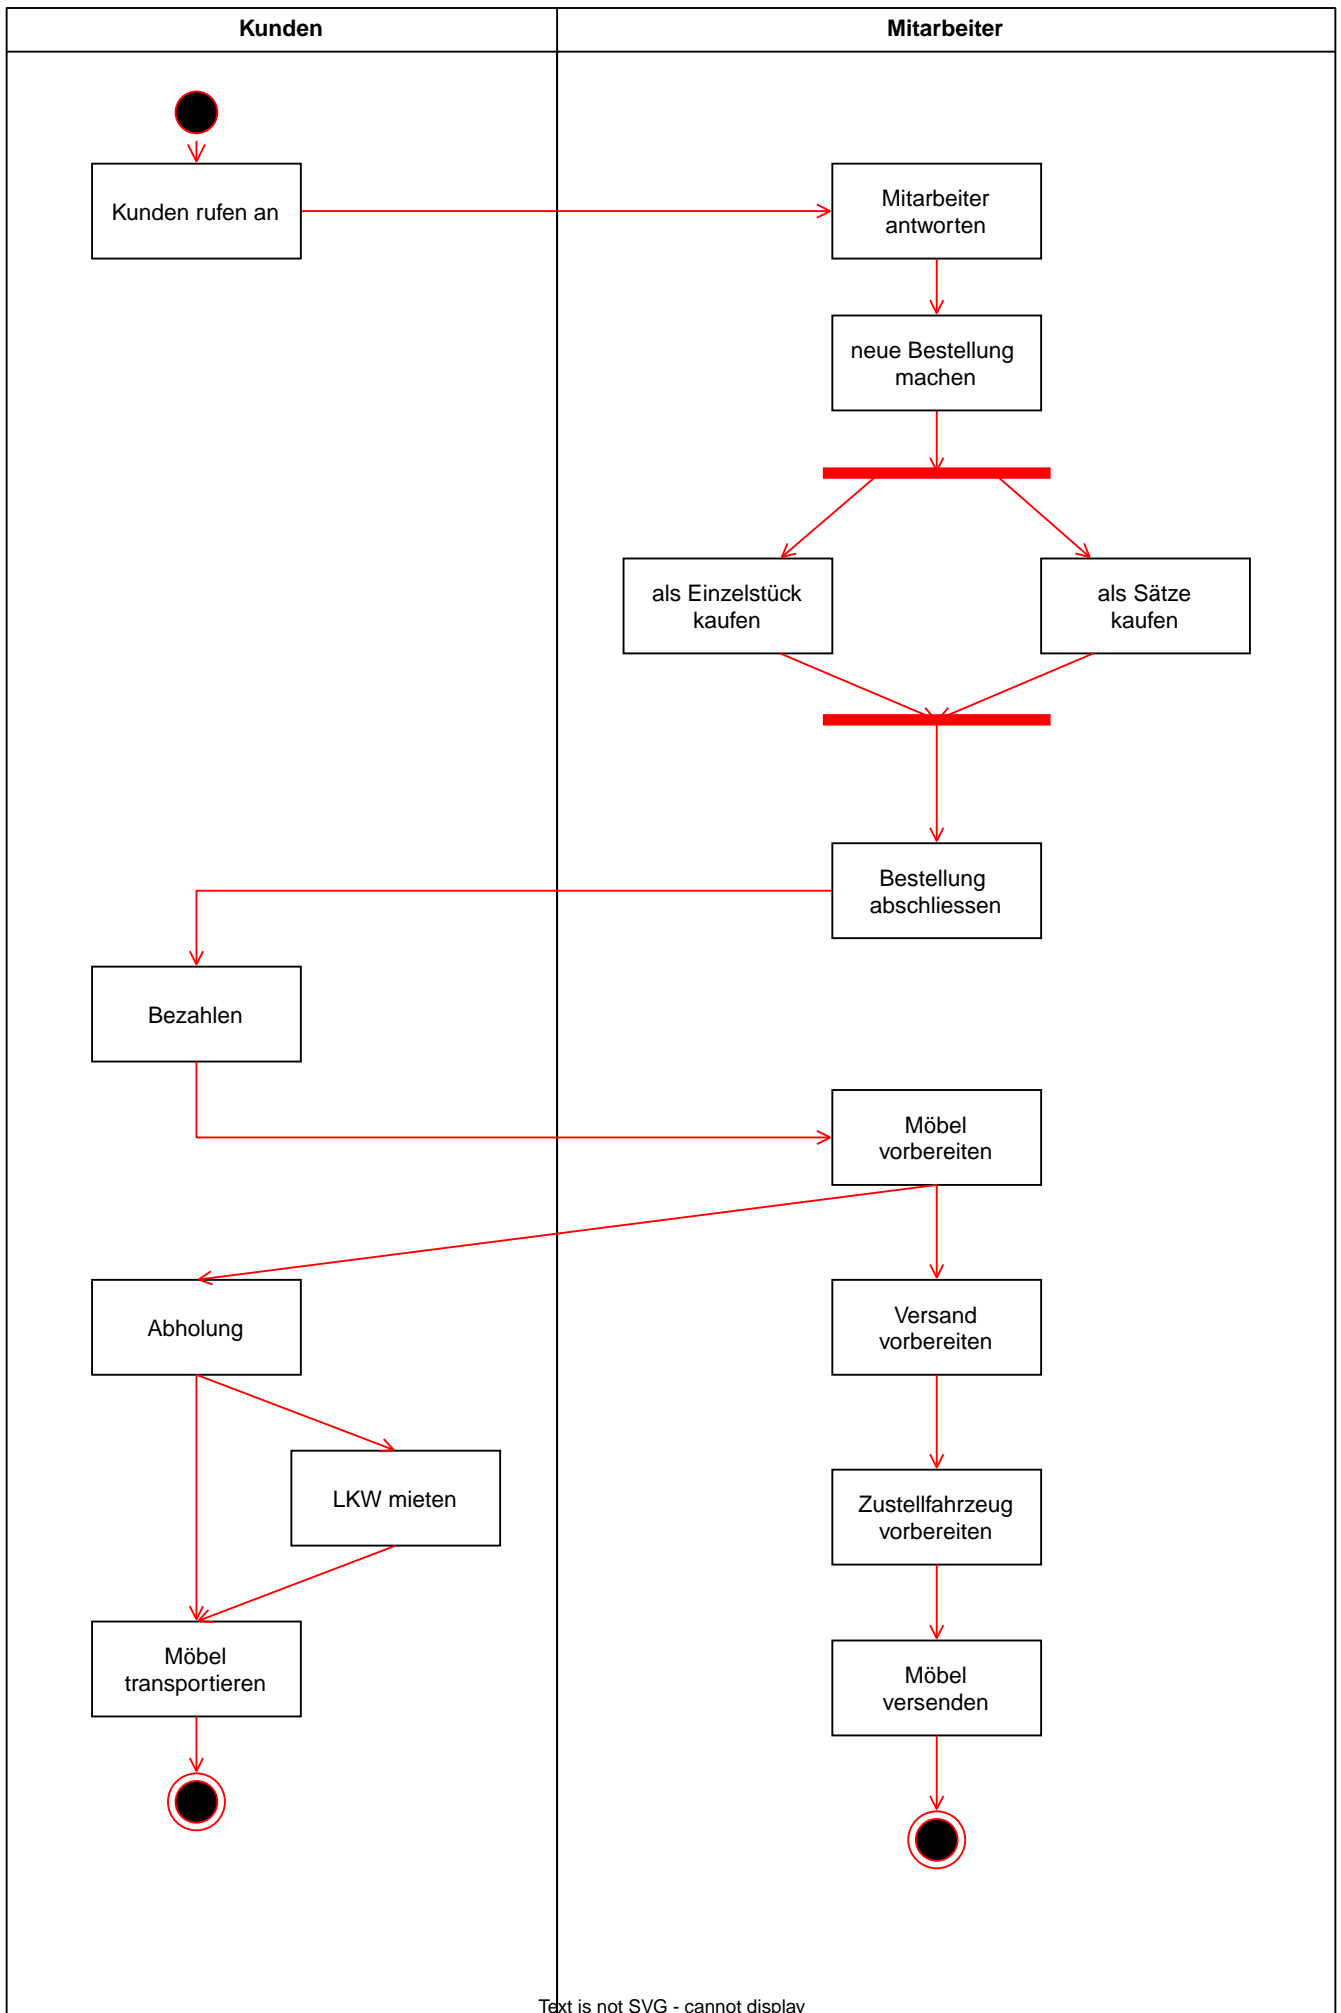 Kunden
Mitarbeiter
Kunden rufen an
Mitarbeiter
antworten
neue Bestellung
machen
als Einzelstück
kaufen
als Sätze
kaufen
Bestellung
abschliessen
Bezahlen
Möbel
vorbereiten
Abholung
Versand
vorbereiten
LKW mieten
Zustellfahrzeug
vorbereiten
Möbel
transportieren
Möbel
versenden
Text is not SVG - cannot display